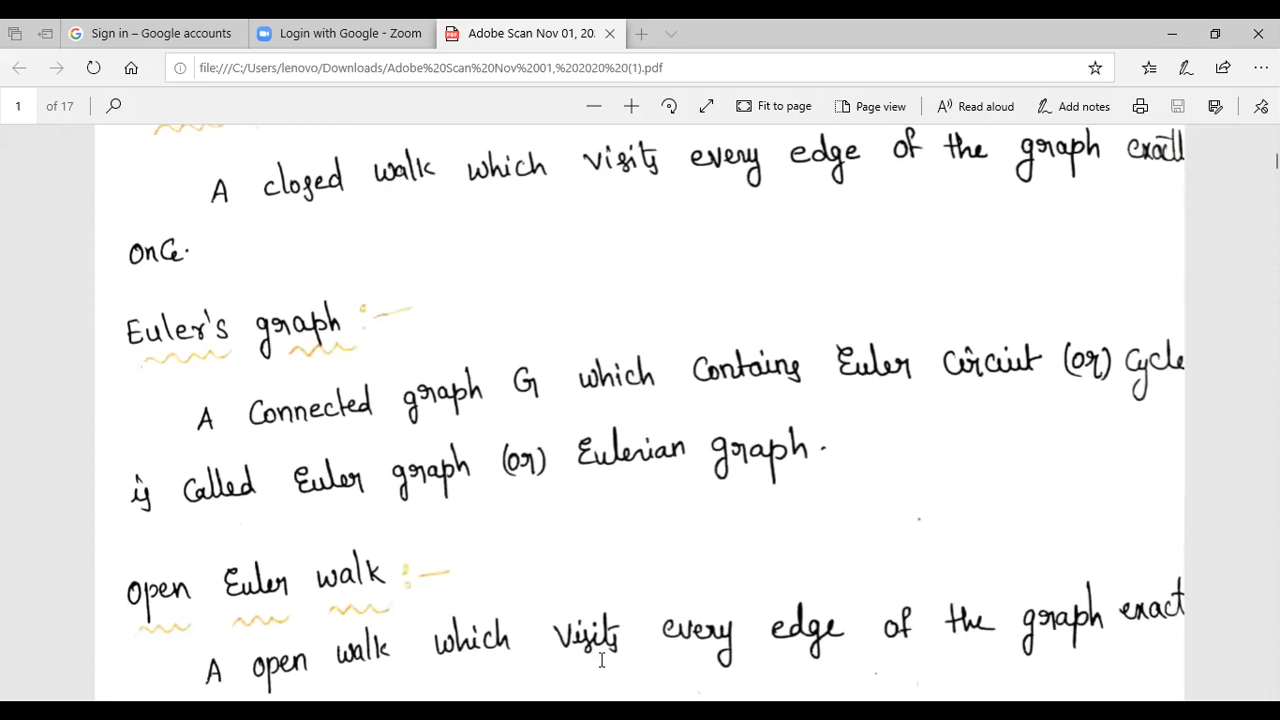 Sign in – Google accounts
Login with Google - Zoom
Adobe Scan Nov 01, 202
file:///C:/Users/lenovo/Downloads/Adobe%20Scan%20Nov%2001,%202020%20(1).pdf
1 of 17
Fit to page
Page view
Read aloud
Add notes
A closed walk which visits every edge of the graph exactl
once.
Euler's graph :-
A Connected graph G which Contains Euler Circuit (or) Cycle
is Called Euler graph (or) Eulerian graph.
Open Euler walk :-
A open walk which visits every edge of the graph exact